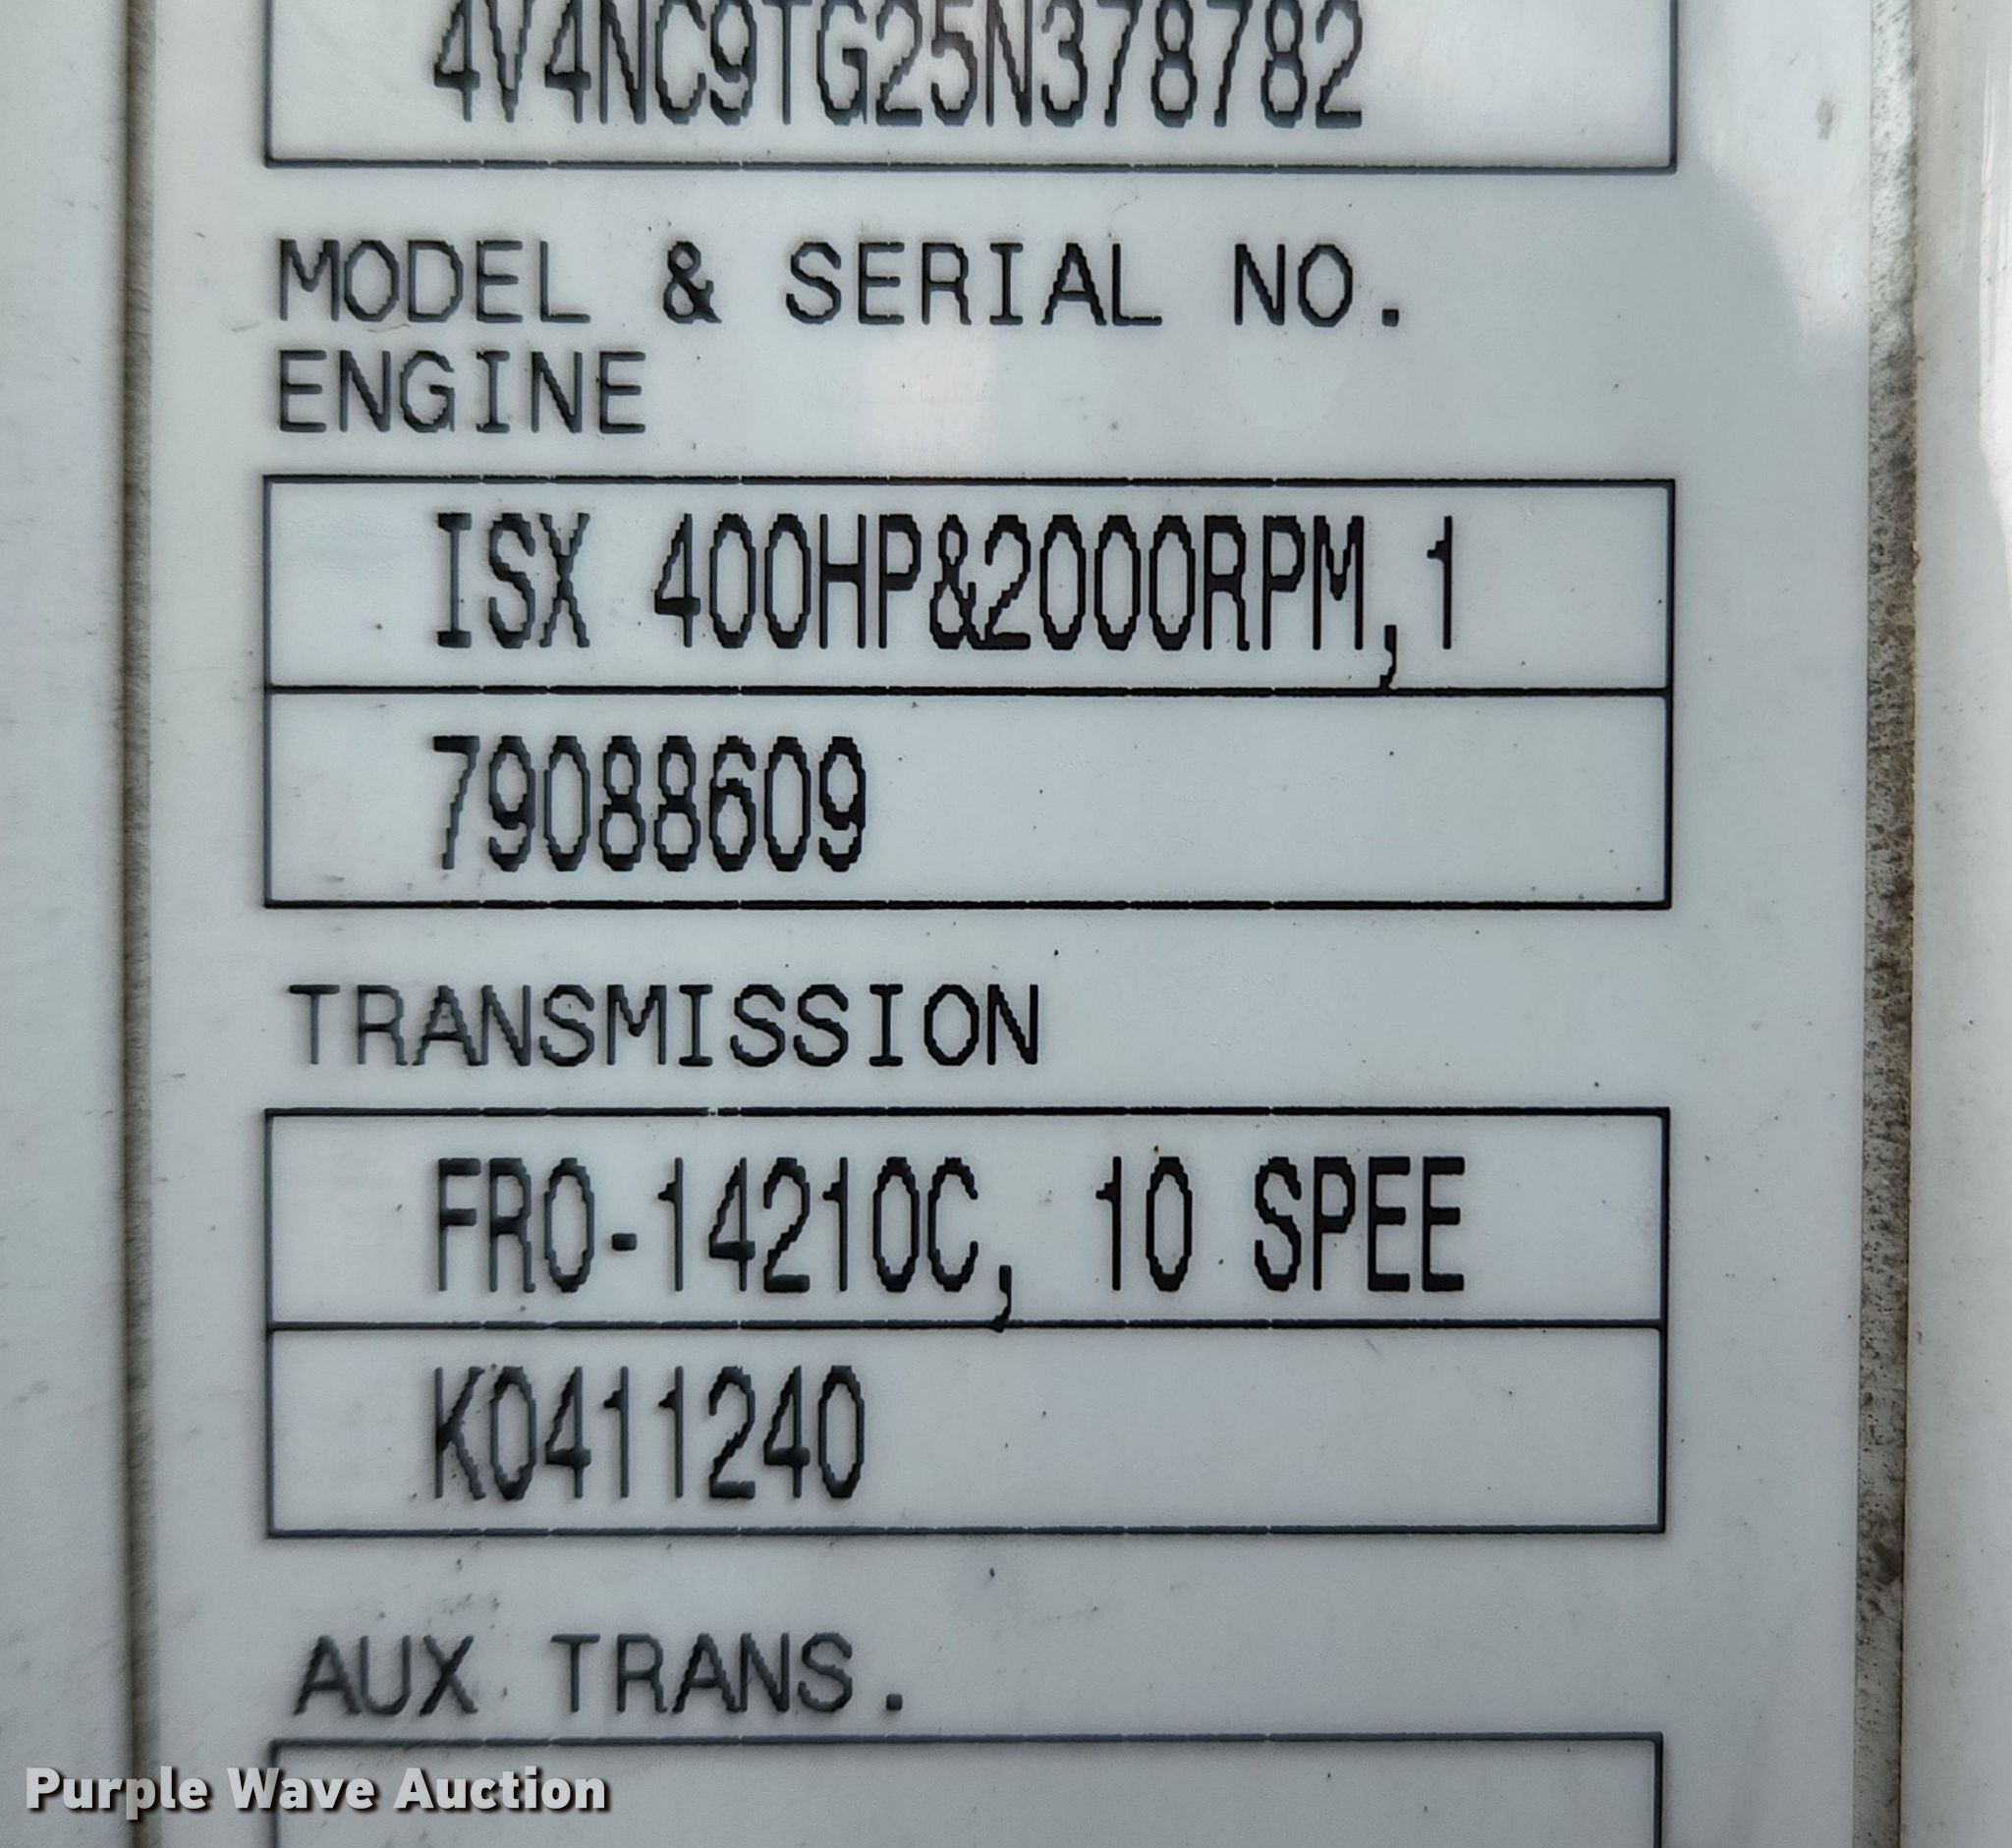 4V4NC9TG25N378782
MODEL & SERIAL NO.
ENGINE
ISX 400HP&2000RPM,1
79088609
TRANSMISSION
FRO-14210C, 10 SPEE
K0411240
AUX TRANS.
Purple Wave Auction